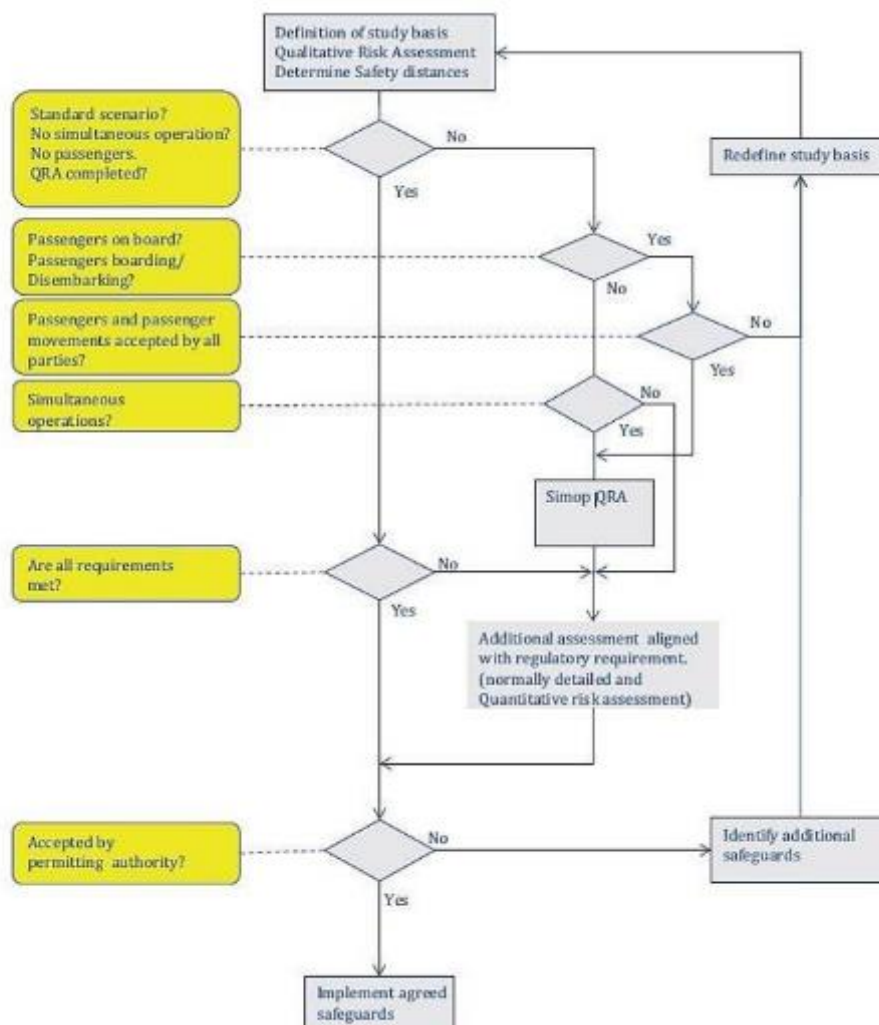 Definition of study basis
Qualitative Risk Assessment
Determine Safety distances
Standard scenario?
No simultaneous operation?
No passengers.
QRA completed?
No
Yes
Redefine study basis
Passengers on board?
Passengers boarding/
Disembarking?
Yes
No
Passengers and passenger
movements accepted by all
parties?
No
Yes
Simultaneous
operations?
No
Yes
Simop QRA
Are all requirements
met?
No
Yes
Additional assessment aligned
with regulatory requirement.
(normally detailed and
Quantitative risk assessment)
Accepted by
permitting authority?
No
Yes
Identify additional
safeguards
Implement agreed
safeguards